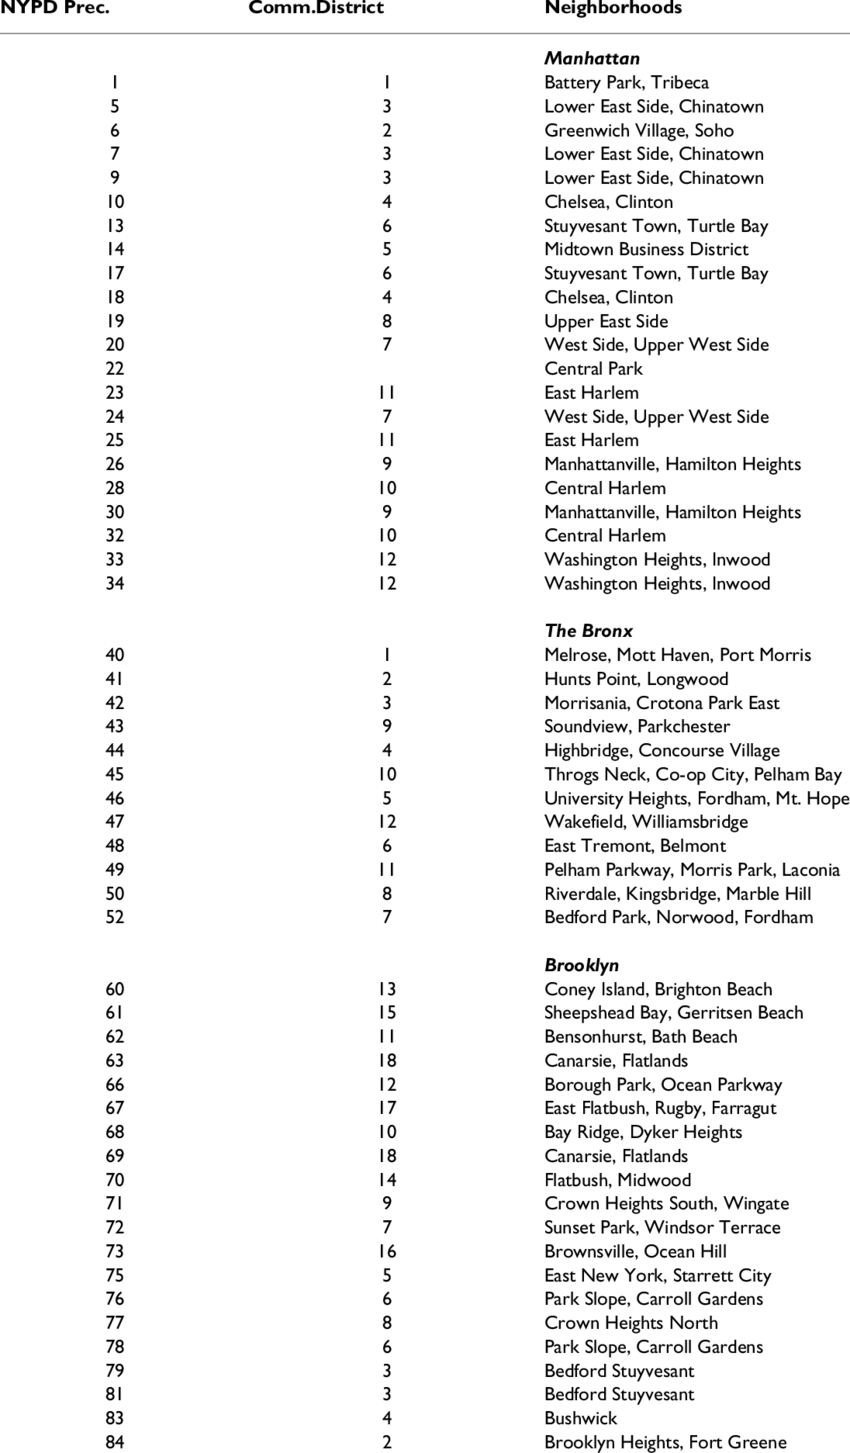 NYPD Prec. Comm.District Neighborhoods
Manhattan
1 1 Battery Park, Tribeca
5 3 Lower East Side, Chinatown
6 2 Greenwich Village, Soho
7 3 Lower East Side, Chinatown
9 3 Lower East Side, Chinatown
10 4 Chelsea, Clinton
13 6 Stuyvesant Town, Turtle Bay
14 5 Midtown Business District
17 6 Stuyvesant Town, Turtle Bay
18 4 Chelsea, Clinton
19 8 Upper East Side
20 7 West Side, Upper West Side
22 Central Park
23 11 East Harlem
24 7 West Side, Upper West Side
25 11 East Harlem
26 9 Manhattanville, Hamilton Heights
28 10 Central Harlem
30 9 Manhattanville, Hamilton Heights
32 10 Central Harlem
33 12 Washington Heights, Inwood
34 12 Washington Heights, Inwood
The Bronx
40 1 Melrose, Mott Haven, Port Morris
41 2 Hunts Point, Longwood
42 3 Morrisania, Crotona Park East
43 9 Soundview, Parkchester
44 4 Highbridge, Concourse Village
45 10 Throgs Neck, Co-op City, Pelham Bay
46 5 University Heights, Fordham, Mt. Hope
47 12 Wakefield, Williamsbridge
48 6 East Tremont, Belmont
49 11 Pelham Parkway, Morris Park, Laconia
50 8 Riverdale, Kingsbridge, Marble Hill
52 7 Bedford Park, Norwood, Fordham
Brooklyn
60 13 Coney Island, Brighton Beach
61 15 Sheepshead Bay, Gerritsen Beach
62 11 Bensonhurst, Bath Beach
63 18 Canarsie, Flatlands
66 12 Borough Park, Ocean Parkway
67 17 East Flatbush, Rugby, Farragut
68 10 Bay Ridge, Dyker Heights
69 18 Canarsie, Flatlands
70 14 Flatbush, Midwood
71 9 Crown Heights South, Wingate
72 7 Sunset Park, Windsor Terrace
73 16 Brownsville, Ocean Hill
75 5 East New York, Starrett City
76 6 Park Slope, Carroll Gardens
77 8 Crown Heights North
78 6 Park Slope, Carroll Gardens
79 3 Bedford Stuyvesant
81 3 Bedford Stuyvesant
83 4 Bushwick
84 2 Brooklyn Heights, Fort Greene